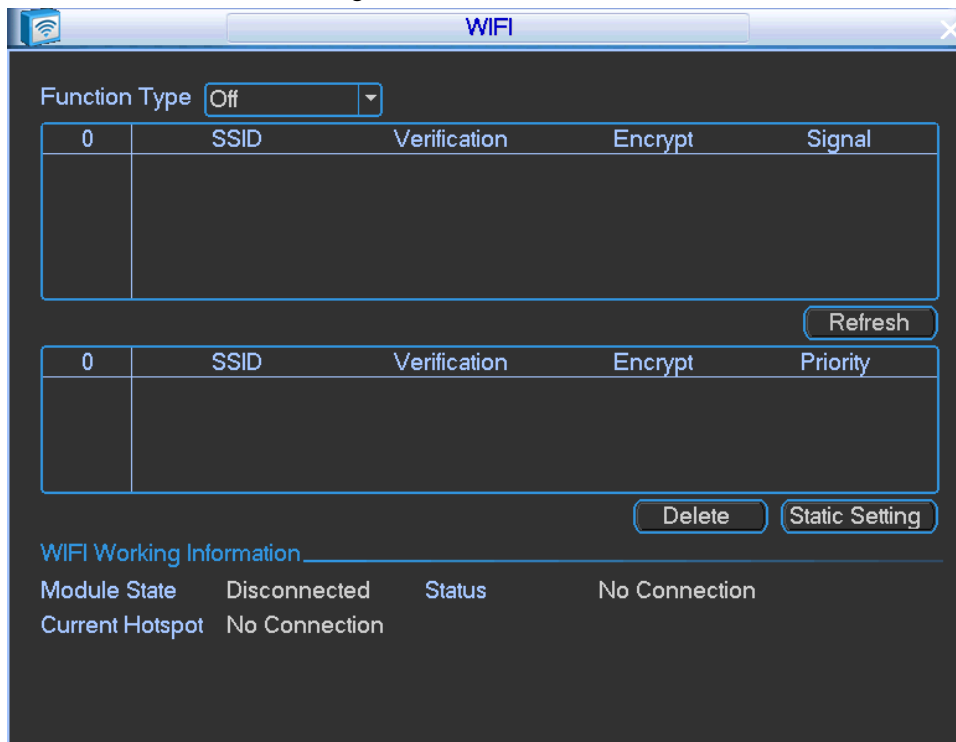 WIFI
Function Type Off
0 SSID Verification Encrypt Signal
Refresh
0 SSID Verification Encrypt Priority
Delete Static Setting
WIFI Working Information
Module State Disconnected Status No Connection
Current Hotspot No Connection